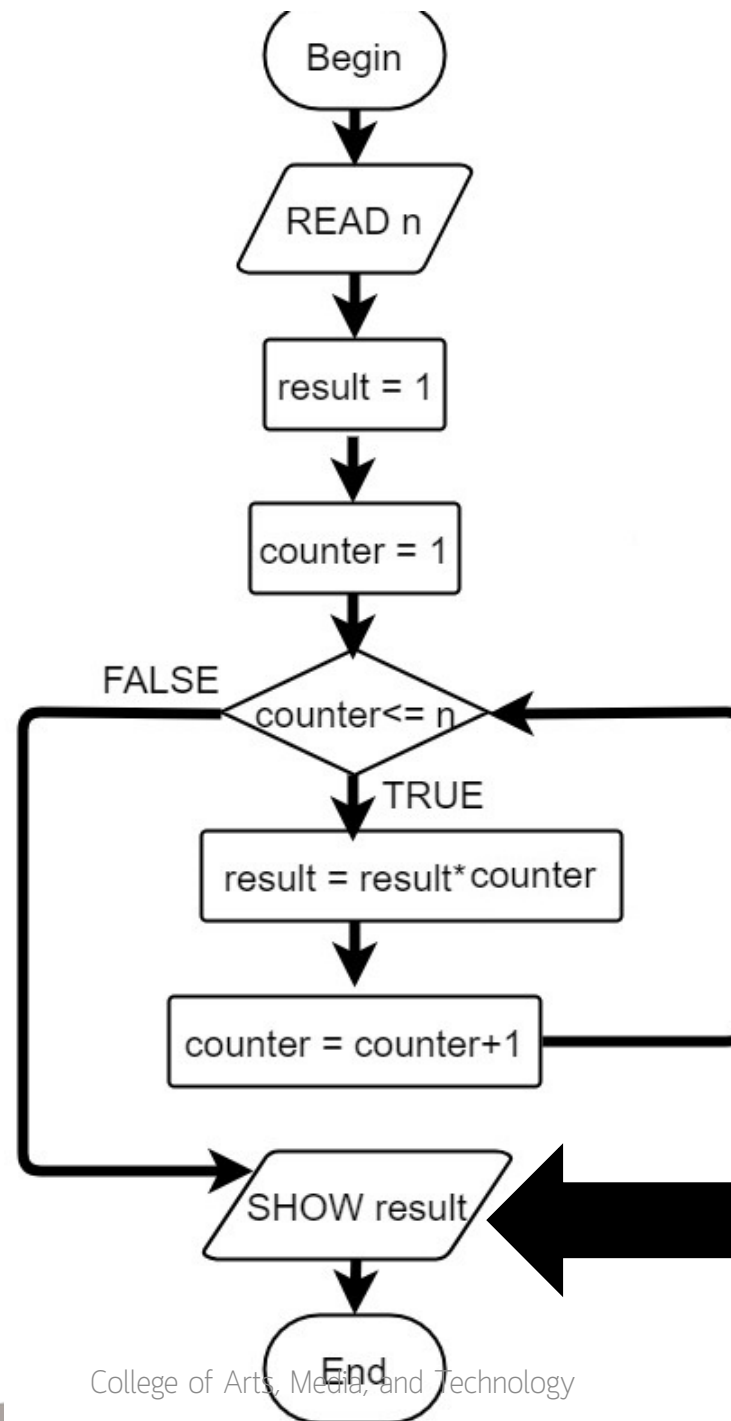 Begin
READ n
result = 1
counter = 1
FALSE
counter<= n
TRUE
result = result*counter
counter = counter+1
SHOW result
End
College of Arts, Media, and Technology